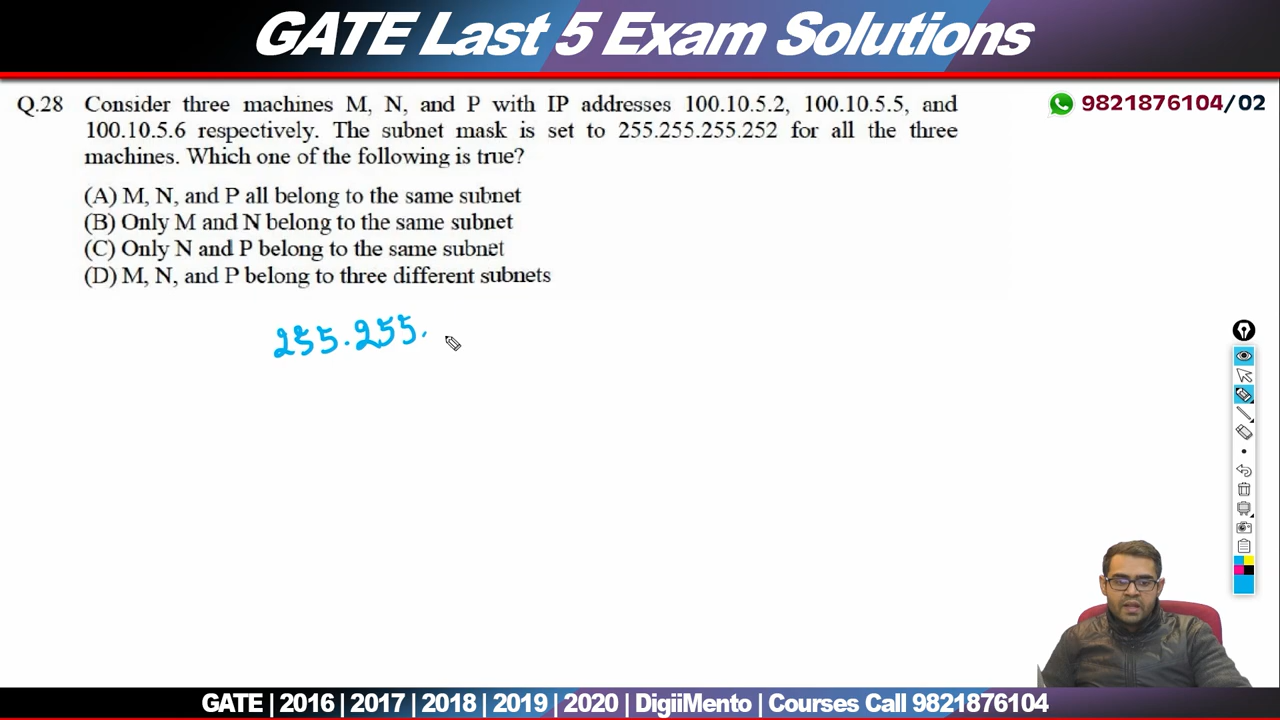 GATE Last 5 Exam Solutions
9821876104/02
Q.28 Consider three machines M, N, and P with IP addresses 100.10.5.2, 100.10.5.5, and
100.10.5.6 respectively. The subnet mask is set to 255.255.255.252 for all the three
machines. Which one of the following is true?
(A) M, N, and P all belong to the same subnet
(B) Only M and N belong to the same subnet
(C) Only N and P belong to the same subnet
(D) M, N, and P belong to three different subnets
255.255.
GATE | 2016 | 2017 | 2018 | 2019 | 2020 | DigiiMento | Courses Call 9821876104